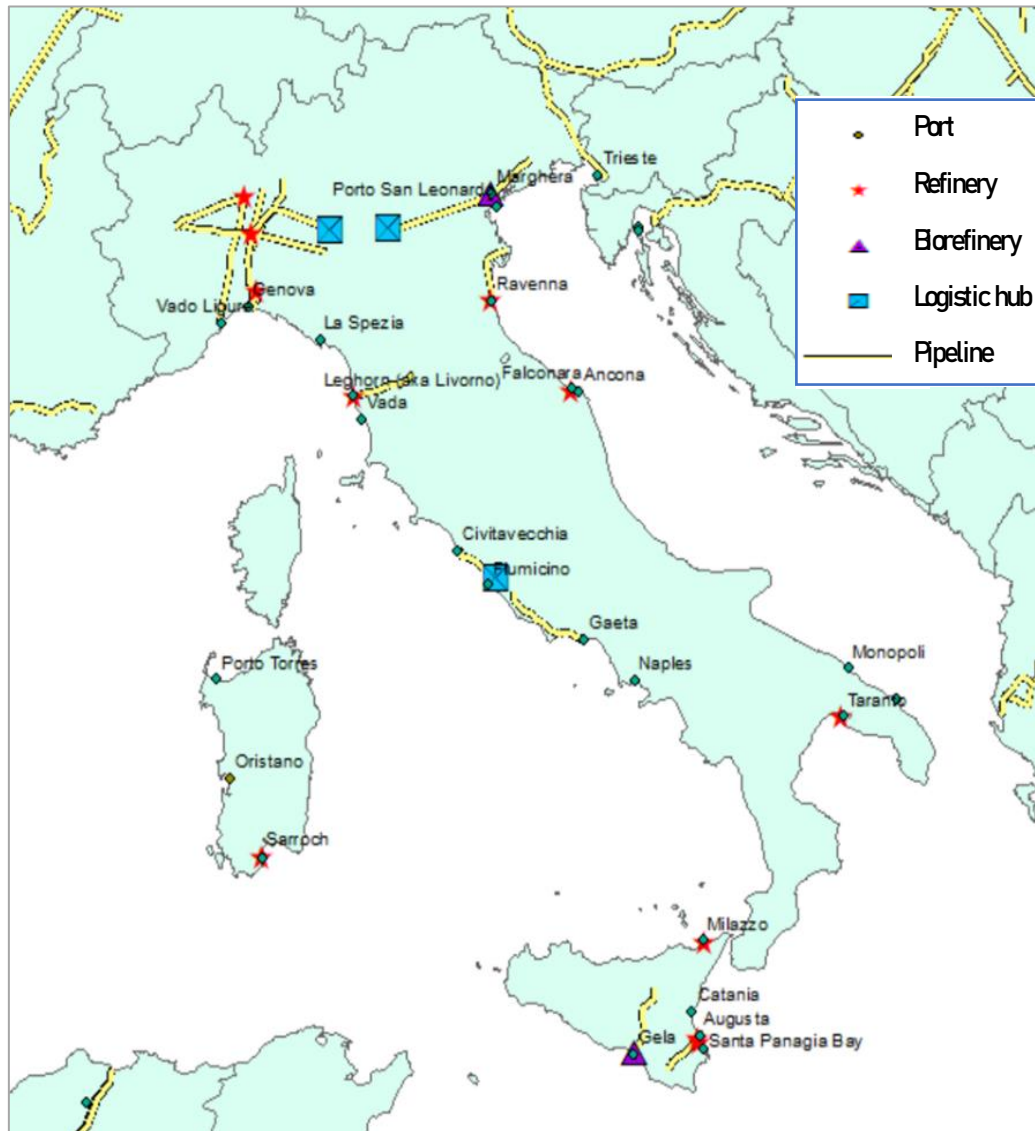 Port
Refinery
Biorefinery
Logistic hub
Pipeline
Trieste
Marghera
Porto San Leonardo
Genova
Ravenna
Vado Ligure
La Spezia
Falconara
Ancona
Leghorn (aka Livorno)
Vada
Civitavecchia
Fiumicino
Gaeta
Naples
Monopoli
Taranto
Porto Torres
Oristano
Sarroch
Milazzo
Catania
Augusta
Gela
Santa Panagia Bay